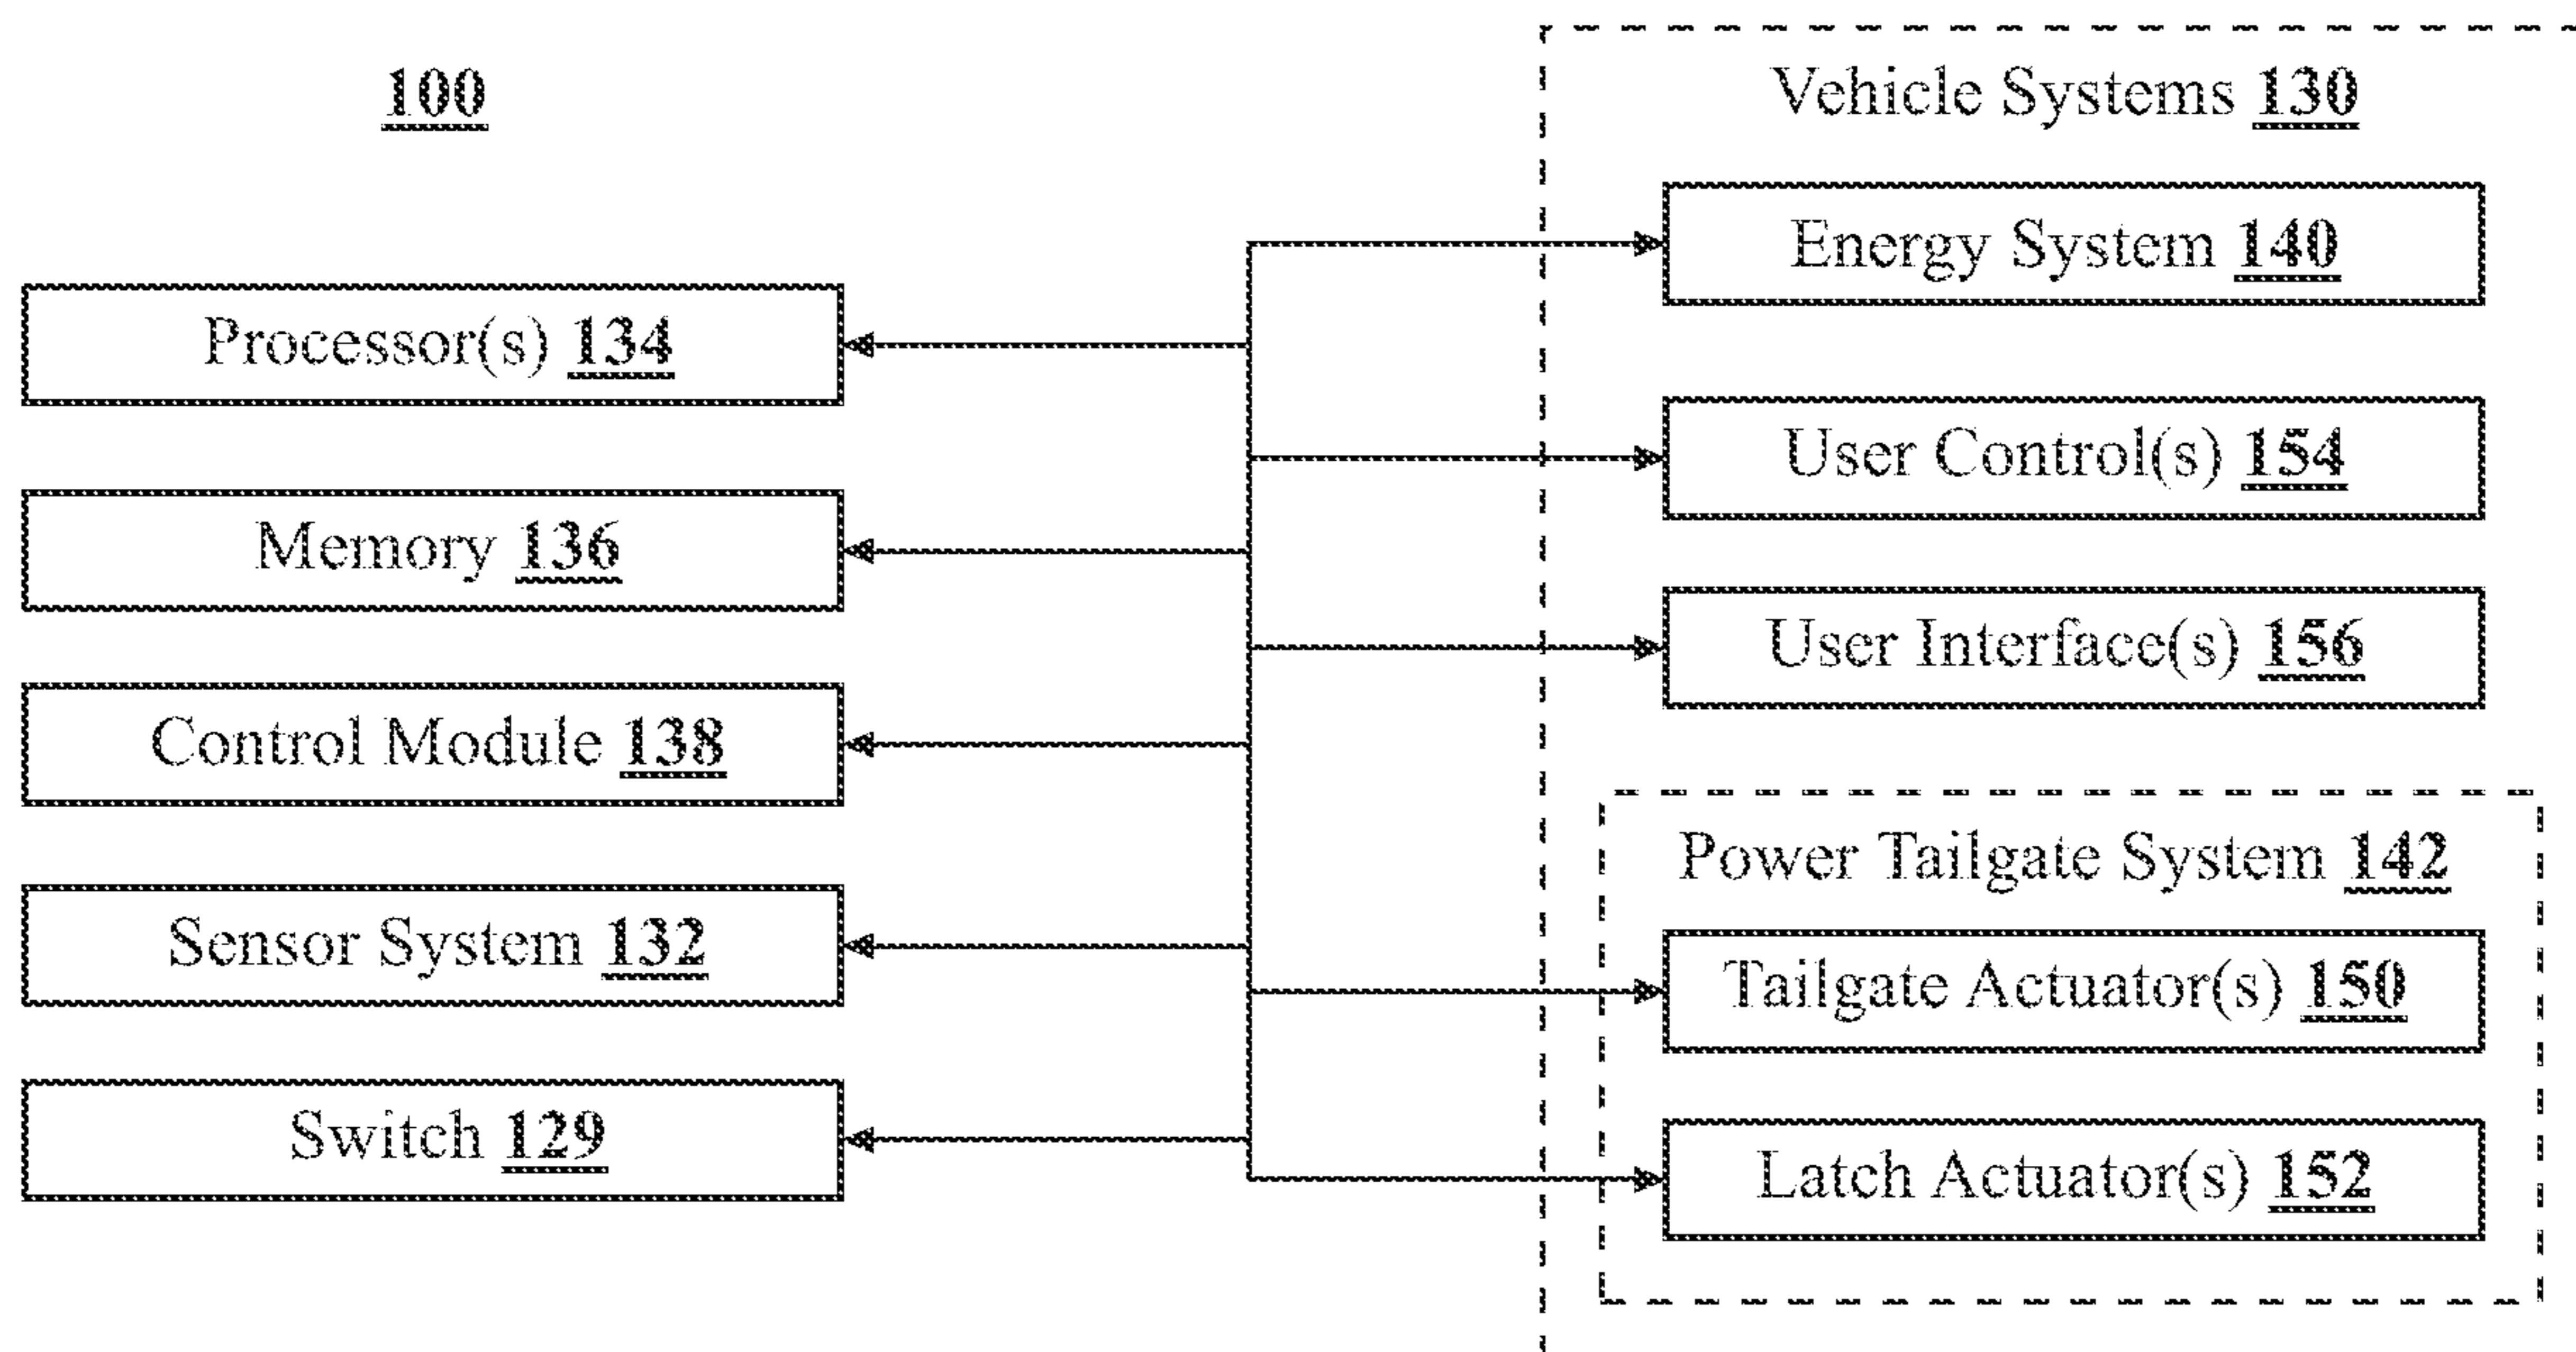 100
Processor(s) 134
Memory 136
Control Module 138
Sensor System 132
Switch 129
Vehicle Systems 130
Energy System 140
User Control(s) 154
User Interface(s) 156
Power Tailgate System 142
Tailgate Actuator(s) 150
Latch Actuator(s) 152